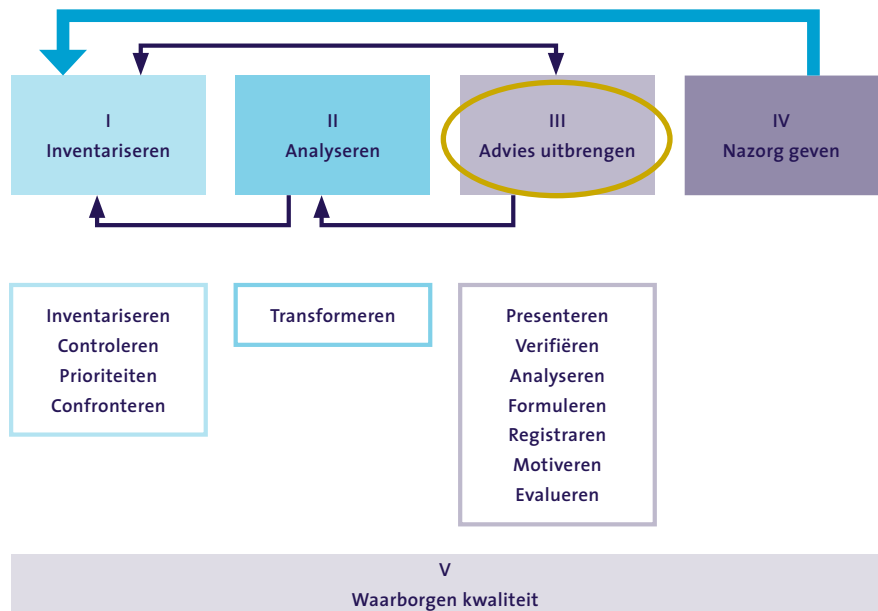 I
Inventariseren
II
Analyseren
III
Advies uitbrengen
IV
Nazorg geven
Inventariseren
Controleren
Prioriteiten
Confronteren
Transformeren
Presenteren
Verifiëren
Analyseren
Formuleren
Registraren
Motiveren
Evalueren
V
Waarborgen kwaliteit